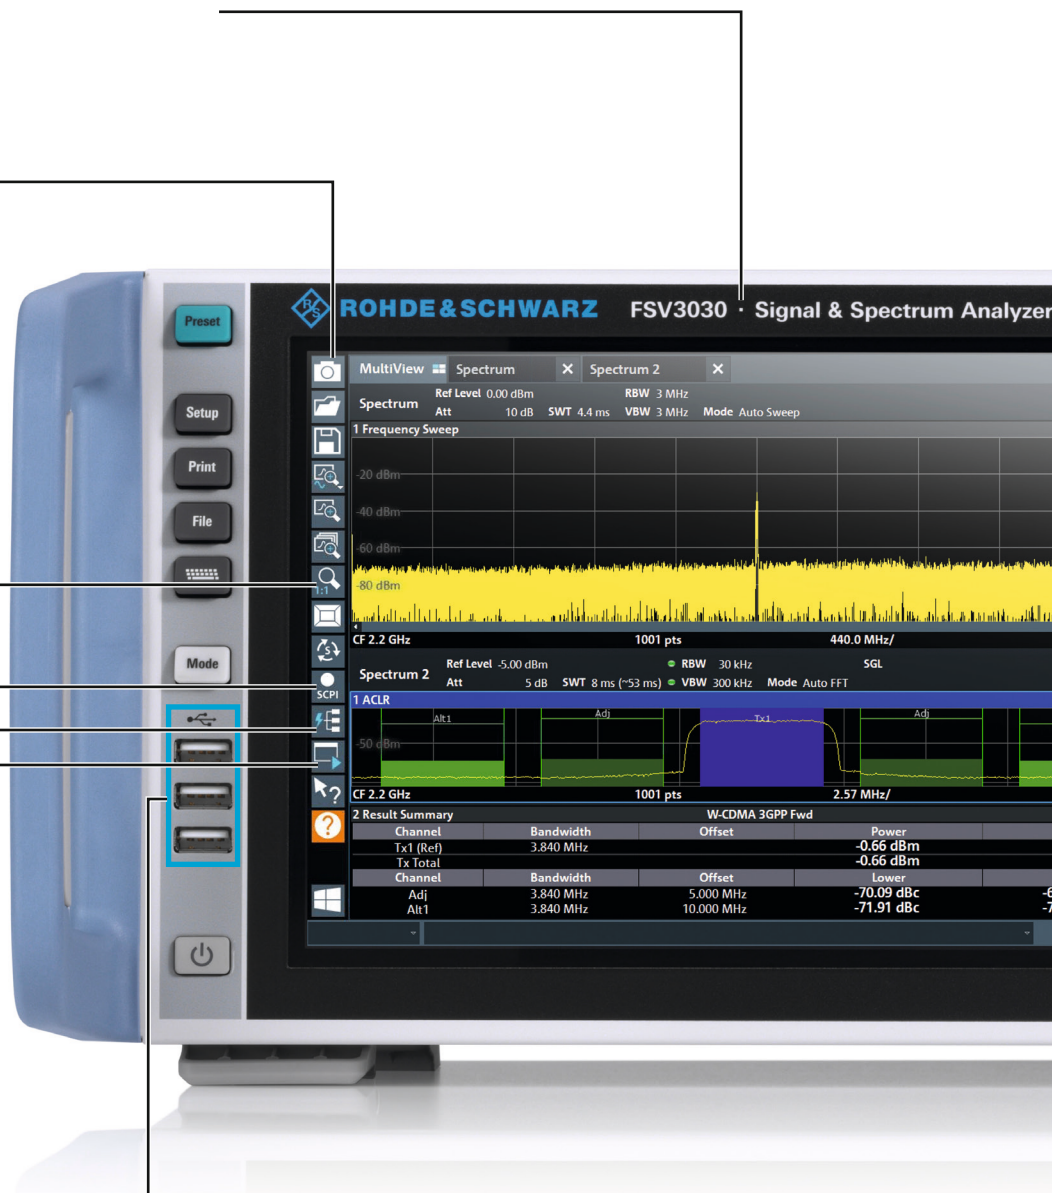 R&S ROHDE&SCHWARZ FSV3030 · Signal & Spectrum Analyzer
Preset
Setup
Print
File
Mode
MultiView Spectrum × Spectrum 2 ×
Spectrum Ref Level 0.00 dBm RBW 3 MHz
Att 10 dB SWT 4.4 ms VBW 3 MHz Mode Auto Sweep
1 Frequency Sweep
-20 dBm
-40 dBm
-60 dBm
-80 dBm
1:1
CF 2.2 GHz 1001 pts 440.0 MHz/
S
Spectrum 2 Ref Level -5.00 dBm RBW 30 kHz SGL
Att 5 dB SWT 8 ms (~53 ms) VBW 300 kHz Mode Auto FFT
SCPI
1 ACLR
Alt1 Adj Tx1 Adj
-50 dBm
CF 2.2 GHz 1001 pts 2.57 MHz/
?
2 Result Summary W-CDMA 3GPP Fwd
?
Channel Bandwidth Offset Power
Tx1 (Ref) 3.840 MHz -0.66 dBm
Tx Total -0.66 dBm
Channel Bandwidth Offset Lower
Adj 3.840 MHz 5.000 MHz -70.09 dBc
Alt1 3.840 MHz 10.000 MHz -71.91 dBc